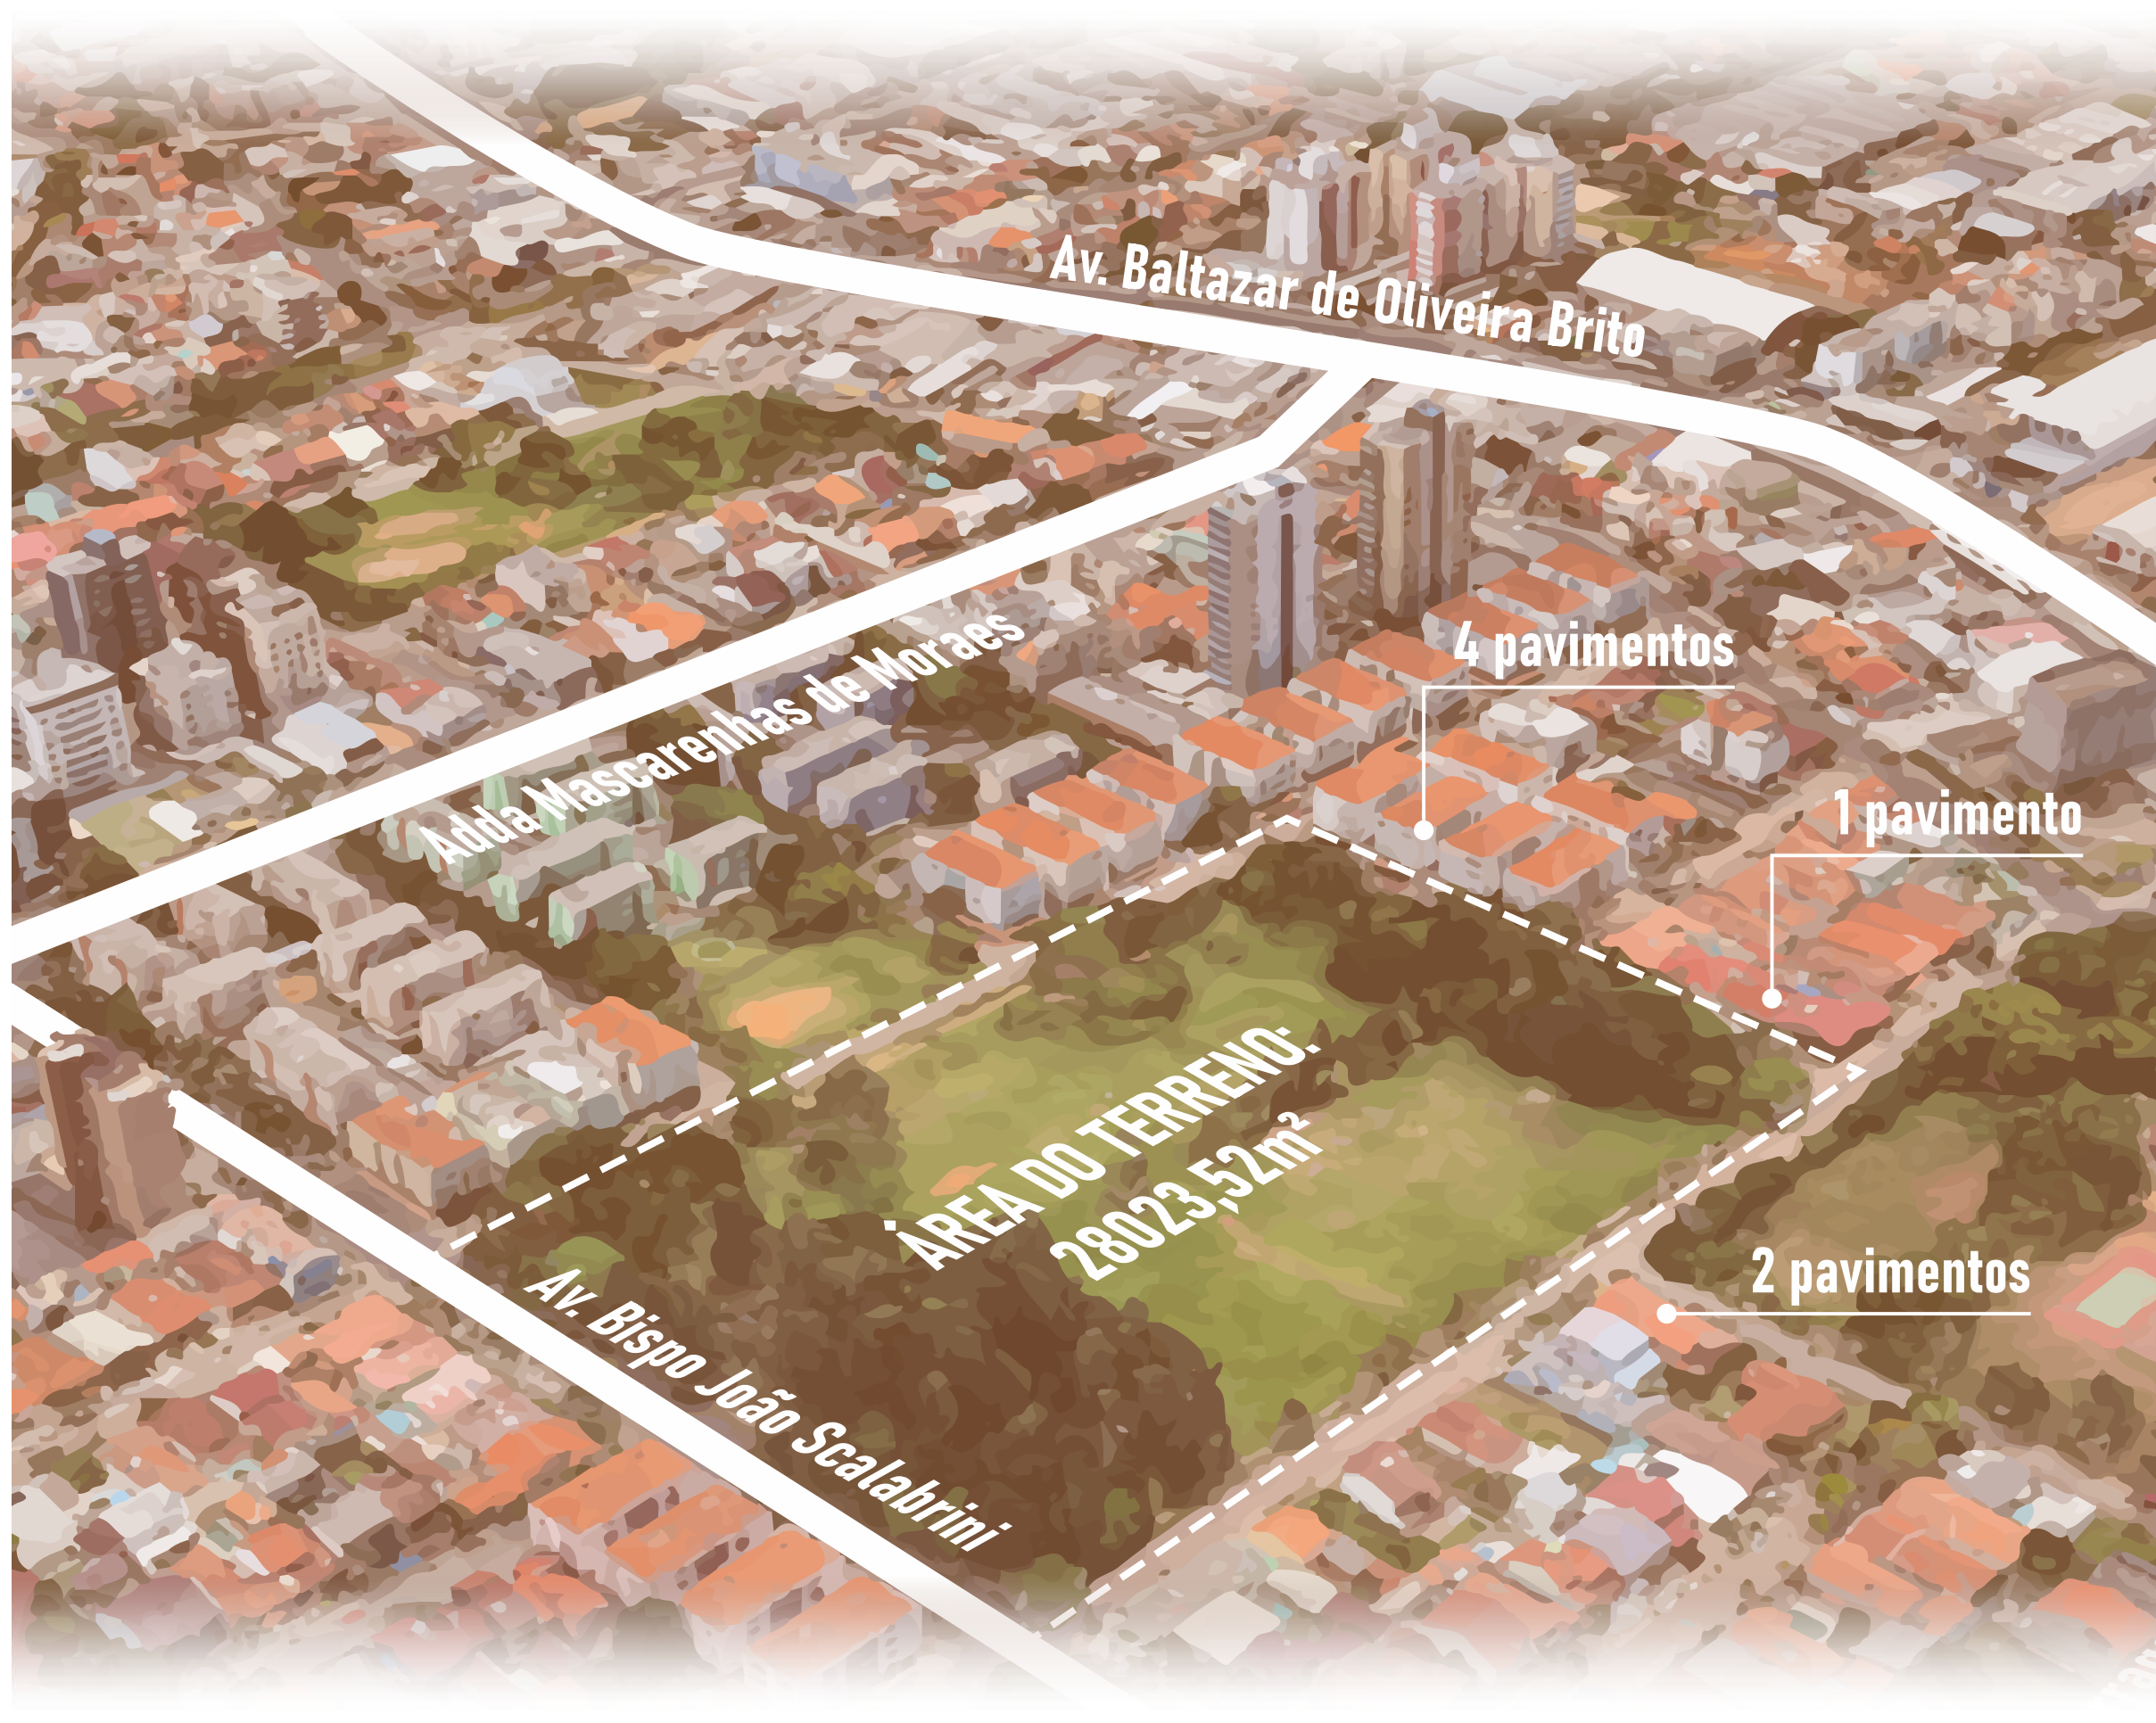 Av. Baltazar de Oliveira Brito
Adda Mascarenhas de Moraes
4 pavimentos
1 pavimento
ÁREA DO TERRENO:
28023,52m²
2 pavimentos
Av. Bispo João Scalabrini